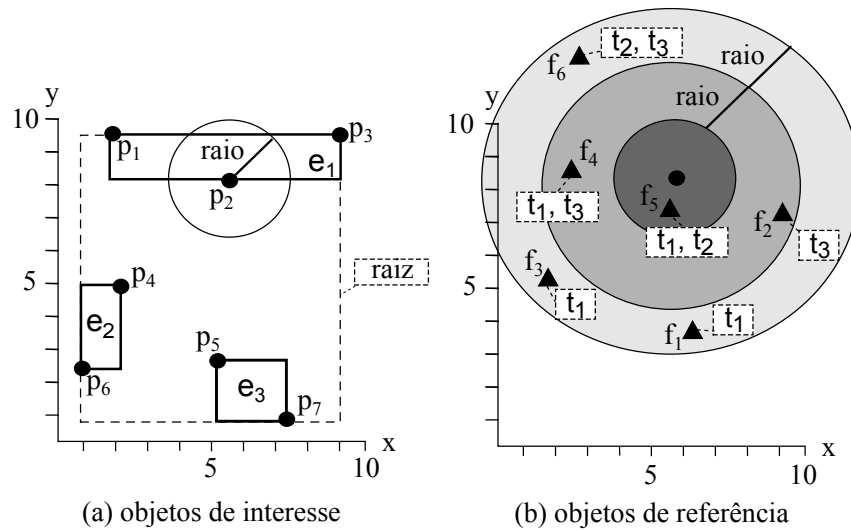 y
10
p1
p3
raio
e1
p2
5
p4
raiz
e2
p5
p6
e3
p7
x
5
10
(a) objetos de interesse
t2, t3
f6
raio
y
raio
10
f4
f5
t1, t3
f2
t1, t2
t3
5
f3
t1
f1
t1
x
5
10
(b) objetos de referência